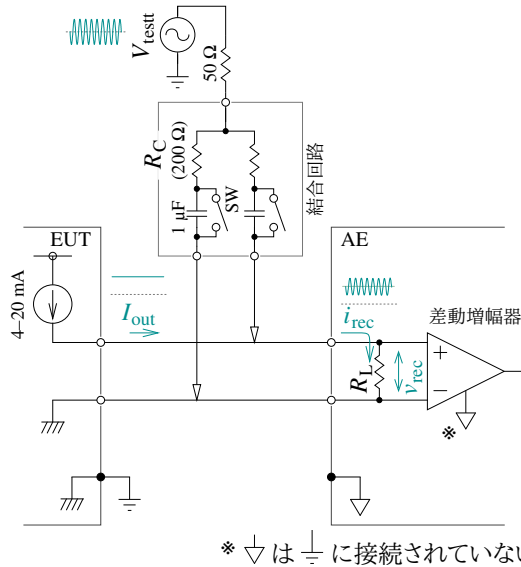 Vtestt
50 Ω
RC
(200 Ω)
1 µF
SW
結合回路
EUT
AE
4–20 mA
Iout
irec
RL
vrec
差動増幅器
+
−
※
※ は に接続されていない